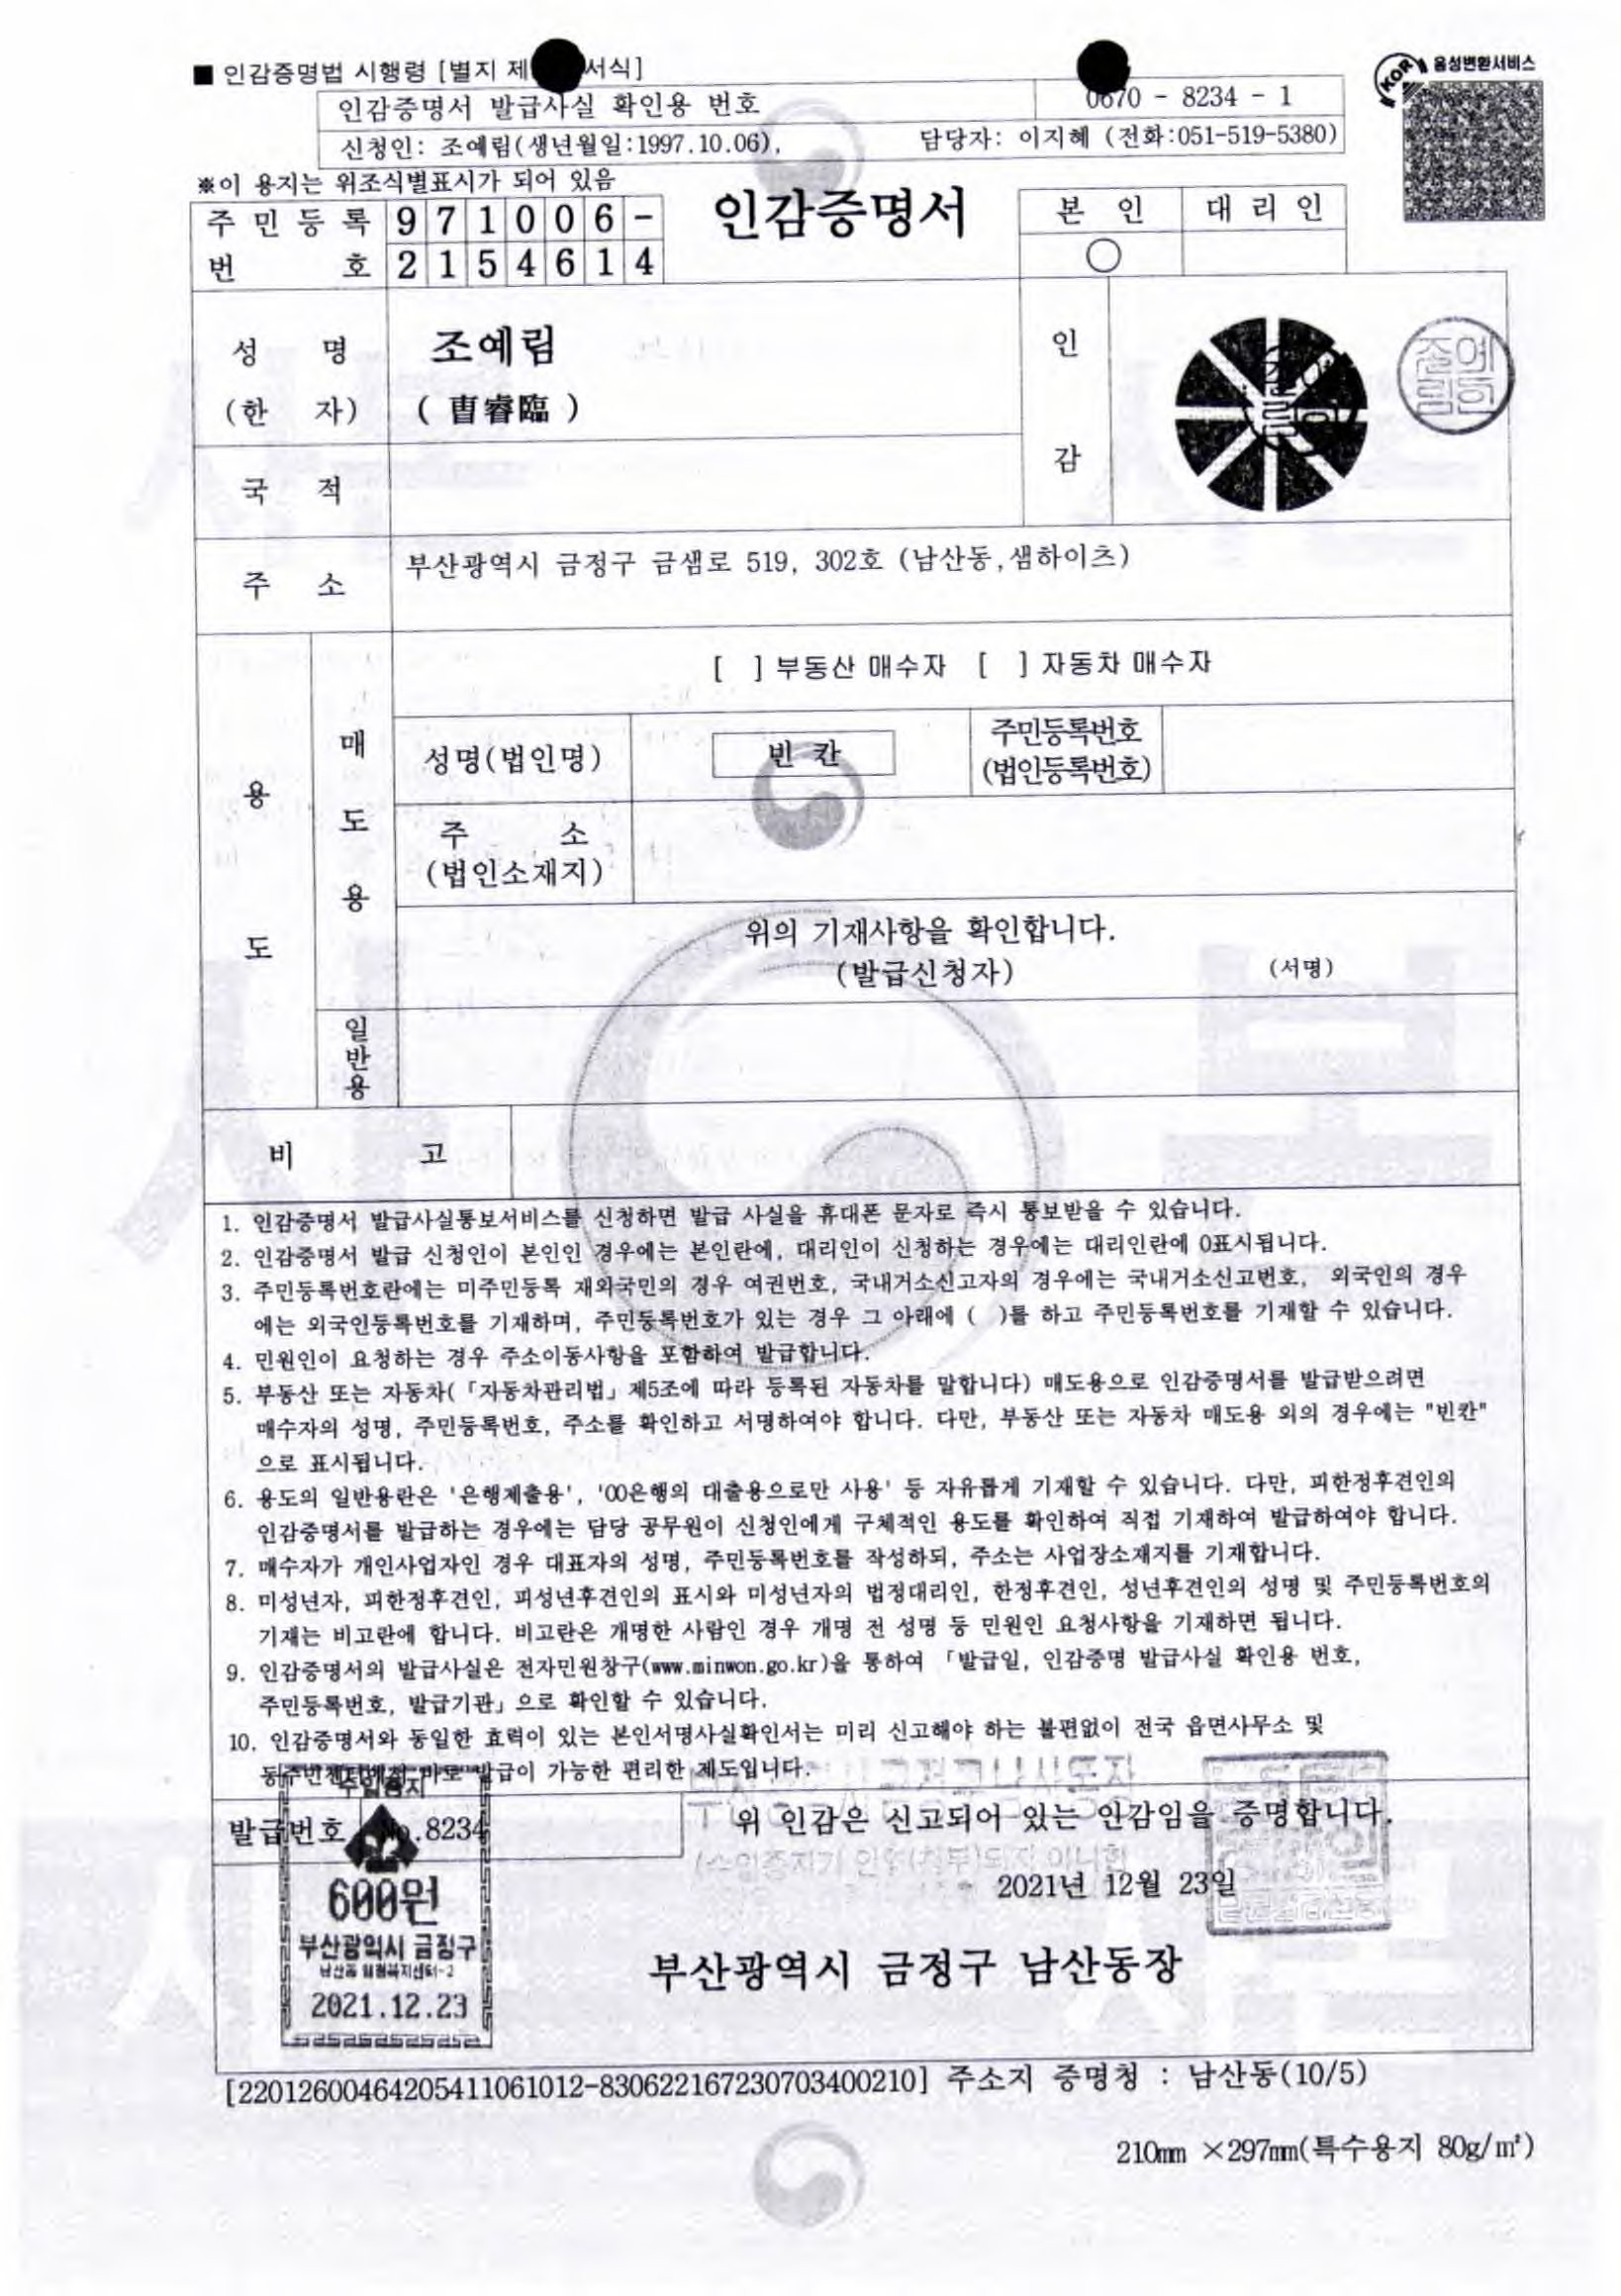 ■ 인감증명법 시행령 [별지 제 서식]
음성변환서비스
인감증명서 발급사실 확인용 번호 0670 - 8234 - 1
신청인: 조예림(생년월일:1997.10.06), 담당자: 이지혜 (전화:051-519-5380)
※이 용지는 위조식별표시가 되어 있음
주민등록번호 971006-2154614
인감증명서
본 인 대 리 인
○
성 명 조예림
(한 자) ( 曺睿臨 )
인 감
국 적
주 소 부산광역시 금정구 금샘로 519, 302호 (남산동,샘하이츠)
용 도
매 도 용
[ ] 부동산 매수자 [ ] 자동차 매수자
성명(법인명) 빈 칸 주민등록번호
(법인등록번호)
주 소
(법인소재지)
위의 기재사항을 확인합니다.
(발급신청자) (서명)
일반용
비 고
1. 인감증명서 발급사실통보서비스를 신청하면 발급 사실을 휴대폰 문자로 즉시 통보받을 수 있습니다.
2. 인감증명서 발급 신청인이 본인인 경우에는 본인란에, 대리인이 신청하는 경우에는 대리인란에 0표시됩니다.
3. 주민등록번호란에는 미주민등록 재외국민의 경우 여권번호, 국내거소신고자의 경우에는 국내거소신고번호, 외국인의 경우
에는 외국인등록번호를 기재하며, 주민등록번호가 있는 경우 그 아래에 ( )를 하고 주민등록번호를 기재할 수 있습니다.
4. 민원인이 요청하는 경우 주소이동사항을 포함하여 발급합니다.
5. 부동산 또는 자동차(「자동차관리법」 제5조에 따라 등록된 자동차를 말합니다) 매도용으로 인감증명서를 발급받으려면
매수자의 성명, 주민등록번호, 주소를 확인하고 서명하여야 합니다. 다만, 부동산 또는 자동차 매도용 외의 경우에는 "빈칸"
으로 표시됩니다.
6. 용도의 일반용란은 '은행제출용', '00은행의 대출용으로만 사용' 등 자유롭게 기재할 수 있습니다. 다만, 피한정후견인의
인감증명서를 발급하는 경우에는 담당 공무원이 신청인에게 구체적인 용도를 확인하여 직접 기재하여 발급하여야 합니다.
7. 매수자가 개인사업자인 경우 대표자의 성명, 주민등록번호를 작성하되, 주소는 사업장소재지를 기재합니다.
8. 미성년자, 피한정후견인, 피성년후견인의 표시와 미성년자의 법정대리인, 한정후견인, 성년후견인의 성명 및 주민등록번호의
기재는 비고란에 합니다. 비고란은 개명한 사람인 경우 개명 전 성명 등 민원인 요청사항을 기재하면 됩니다.
9. 인감증명서의 발급사실은 전자민원창구(www.minwon.go.kr)을 통하여 「발급일, 인감증명 발급사실 확인용 번호,
주민등록번호, 발급기관」으로 확인할 수 있습니다.
10. 인감증명서와 동일한 효력이 있는 본인서명사실확인서는 미리 신고해야 하는 불편없이 전국 읍면사무소 및
동주민센터에서 바로 발급이 가능한 편리한 제도입니다.
발급번호 No.8234
위 인감은 신고되어 있는 인감임을 증명합니다.
2021년 12월 23일
부산광역시 금정구 남산동장
수입증지
600원
부산광역시 금정구
2021.12.23
[22012600464205411061012-830622167230703400210] 주소지 증명청 : 남산동(10/5)
210mm ×297mm(특수용지 80g/㎡)